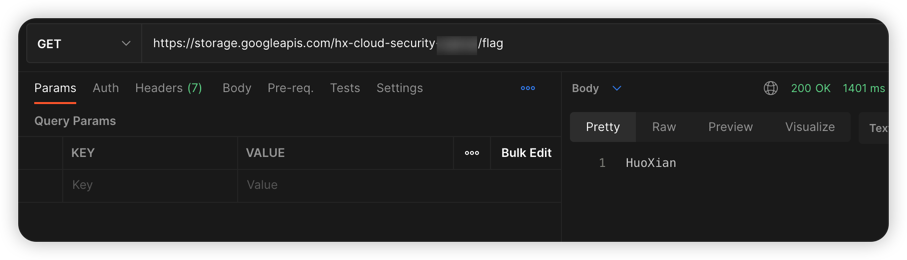 GET https://storage.googleapis.com/hx-cloud-security- /flag
Params Auth Headers (7) Body Pre-req. Tests Settings
Body 200 OK 1401 ms
Query Params
Pretty Raw Preview Visualize Tex
KEY VALUE Bulk Edit
1 HuoXian
Key Value